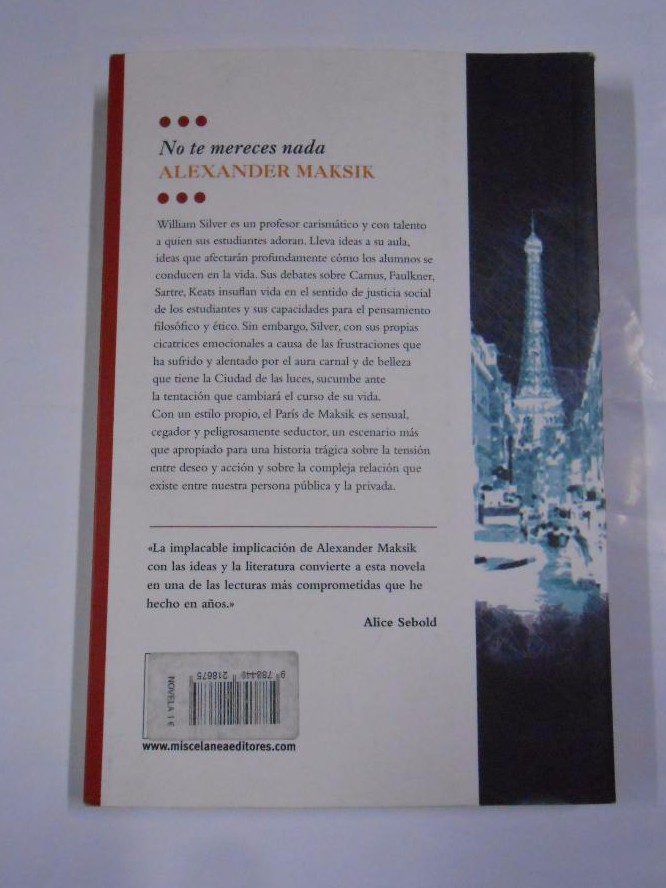 No te mereces nada
ALEXANDER MAKSIK
William Silver es un profesor carismático y con talento
a quien sus estudiantes adoran. Lleva ideas a su aula,
ideas que afectarán profundamente cómo los alumnos se
conducen en la vida. Sus debates sobre Camus, Faulkner,
Sartre, Keats insuflan vida en el sentido de justicia social
de los estudiantes y sus capacidades para el pensamiento
filosófico y ético. Sin embargo, Silver, con sus propias
cicatrices emocionales a causa de las frustraciones que
ha sufrido y alentado por el aura carnal y de belleza
que tiene la Ciudad de las luces, sucumbe ante
la tentación que cambiará el curso de su vida.
Con un estilo propio, el París de Maksik es sensual,
cegador y peligrosamente seductor, un escenario más
que apropiado para una historia trágica sobre la tensión
entre deseo y acción y sobre la compleja relación que
existe entre nuestra persona pública y la privada.
«La implacable implicación de Alexander Maksik
con las ideas y la literatura convierte a esta novela
en una de las lecturas más comprometidas que he
hecho en años.»
Alice Sebold
NOVELA 1 €
9 788440 218675
www.miscelaneaeditores.com